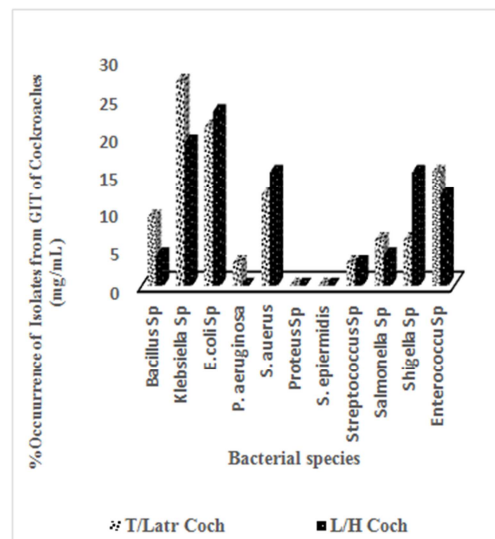 %Occuurrence of Isolates from GIT of Cockroaches
(mg/mL)
30
25
20
15
10
5
0
Bacillus Sp
Klebsiella Sp
E.coli Sp
P. aeruginosa
S. auerus
Proteus Sp
S. epiermidis
Streptococcus Sp
Salmonella Sp
Shigella Sp
Enterococcu Sp
Bacterial species
T/Latr Coch
L/H Coch